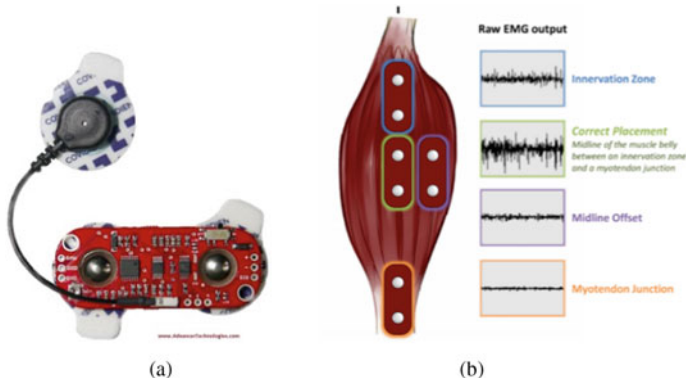 Raw EMG output
Innervation Zone
Correct Placement
Midline of the muscle belly
between an innervation zone
and a myotendon junction
Midline Offset
Myotendon Junction
www.AdvancerTechnologies.com
(a)
(b)